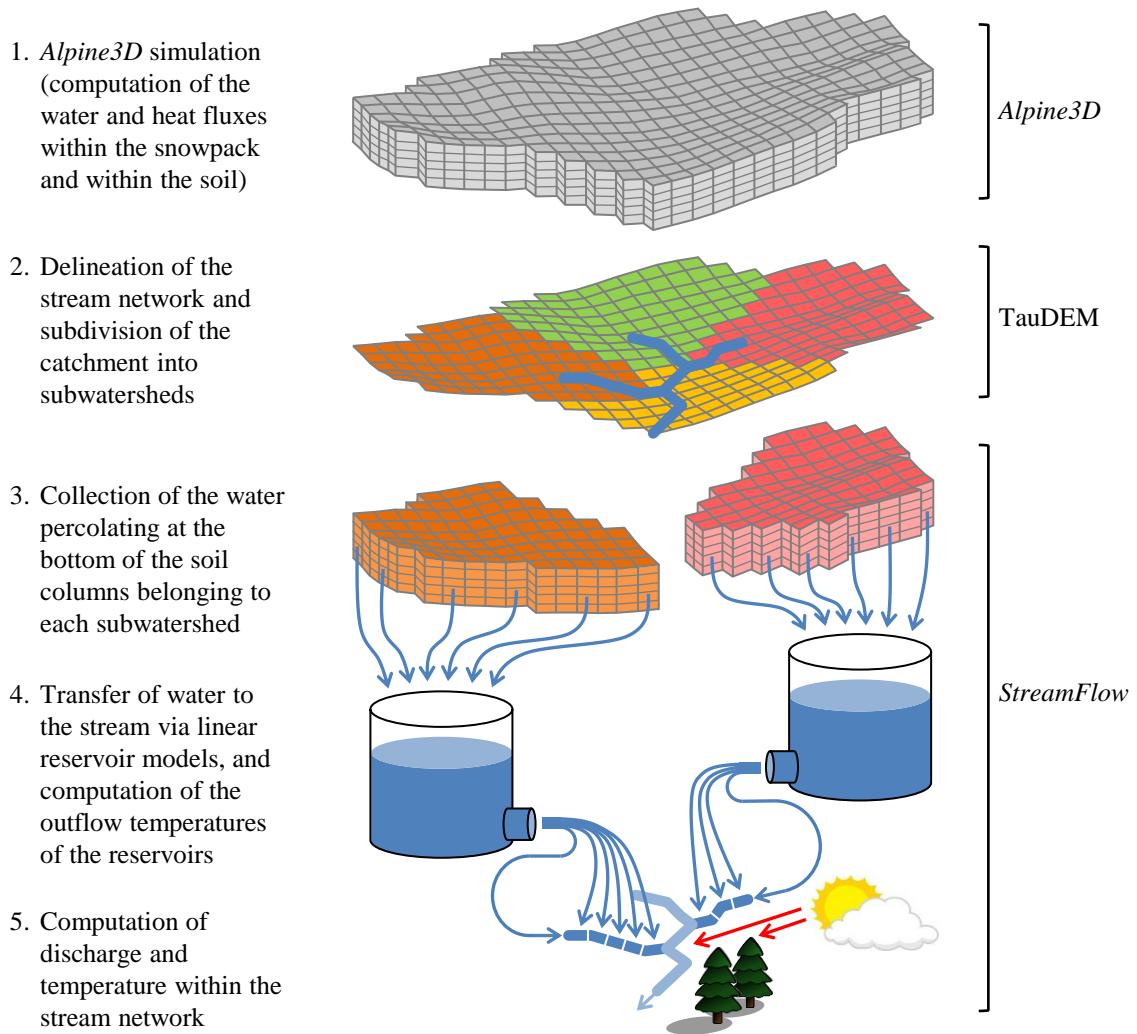 1. Alpine3D simulation
(computation of the
water and heat fluxes
within the snowpack
and within the soil)
Alpine3D
2. Delineation of the
stream network and
subdivision of the
catchment into
subwatersheds
TauDEM
3. Collection of the water
percolating at the
bottom of the soil
columns belonging to
each subwatershed
4. Transfer of water to
the stream via linear
reservoir models, and
computation of the
outflow temperatures
of the reservoirs
StreamFlow
5. Computation of
discharge and
temperature within the
stream network